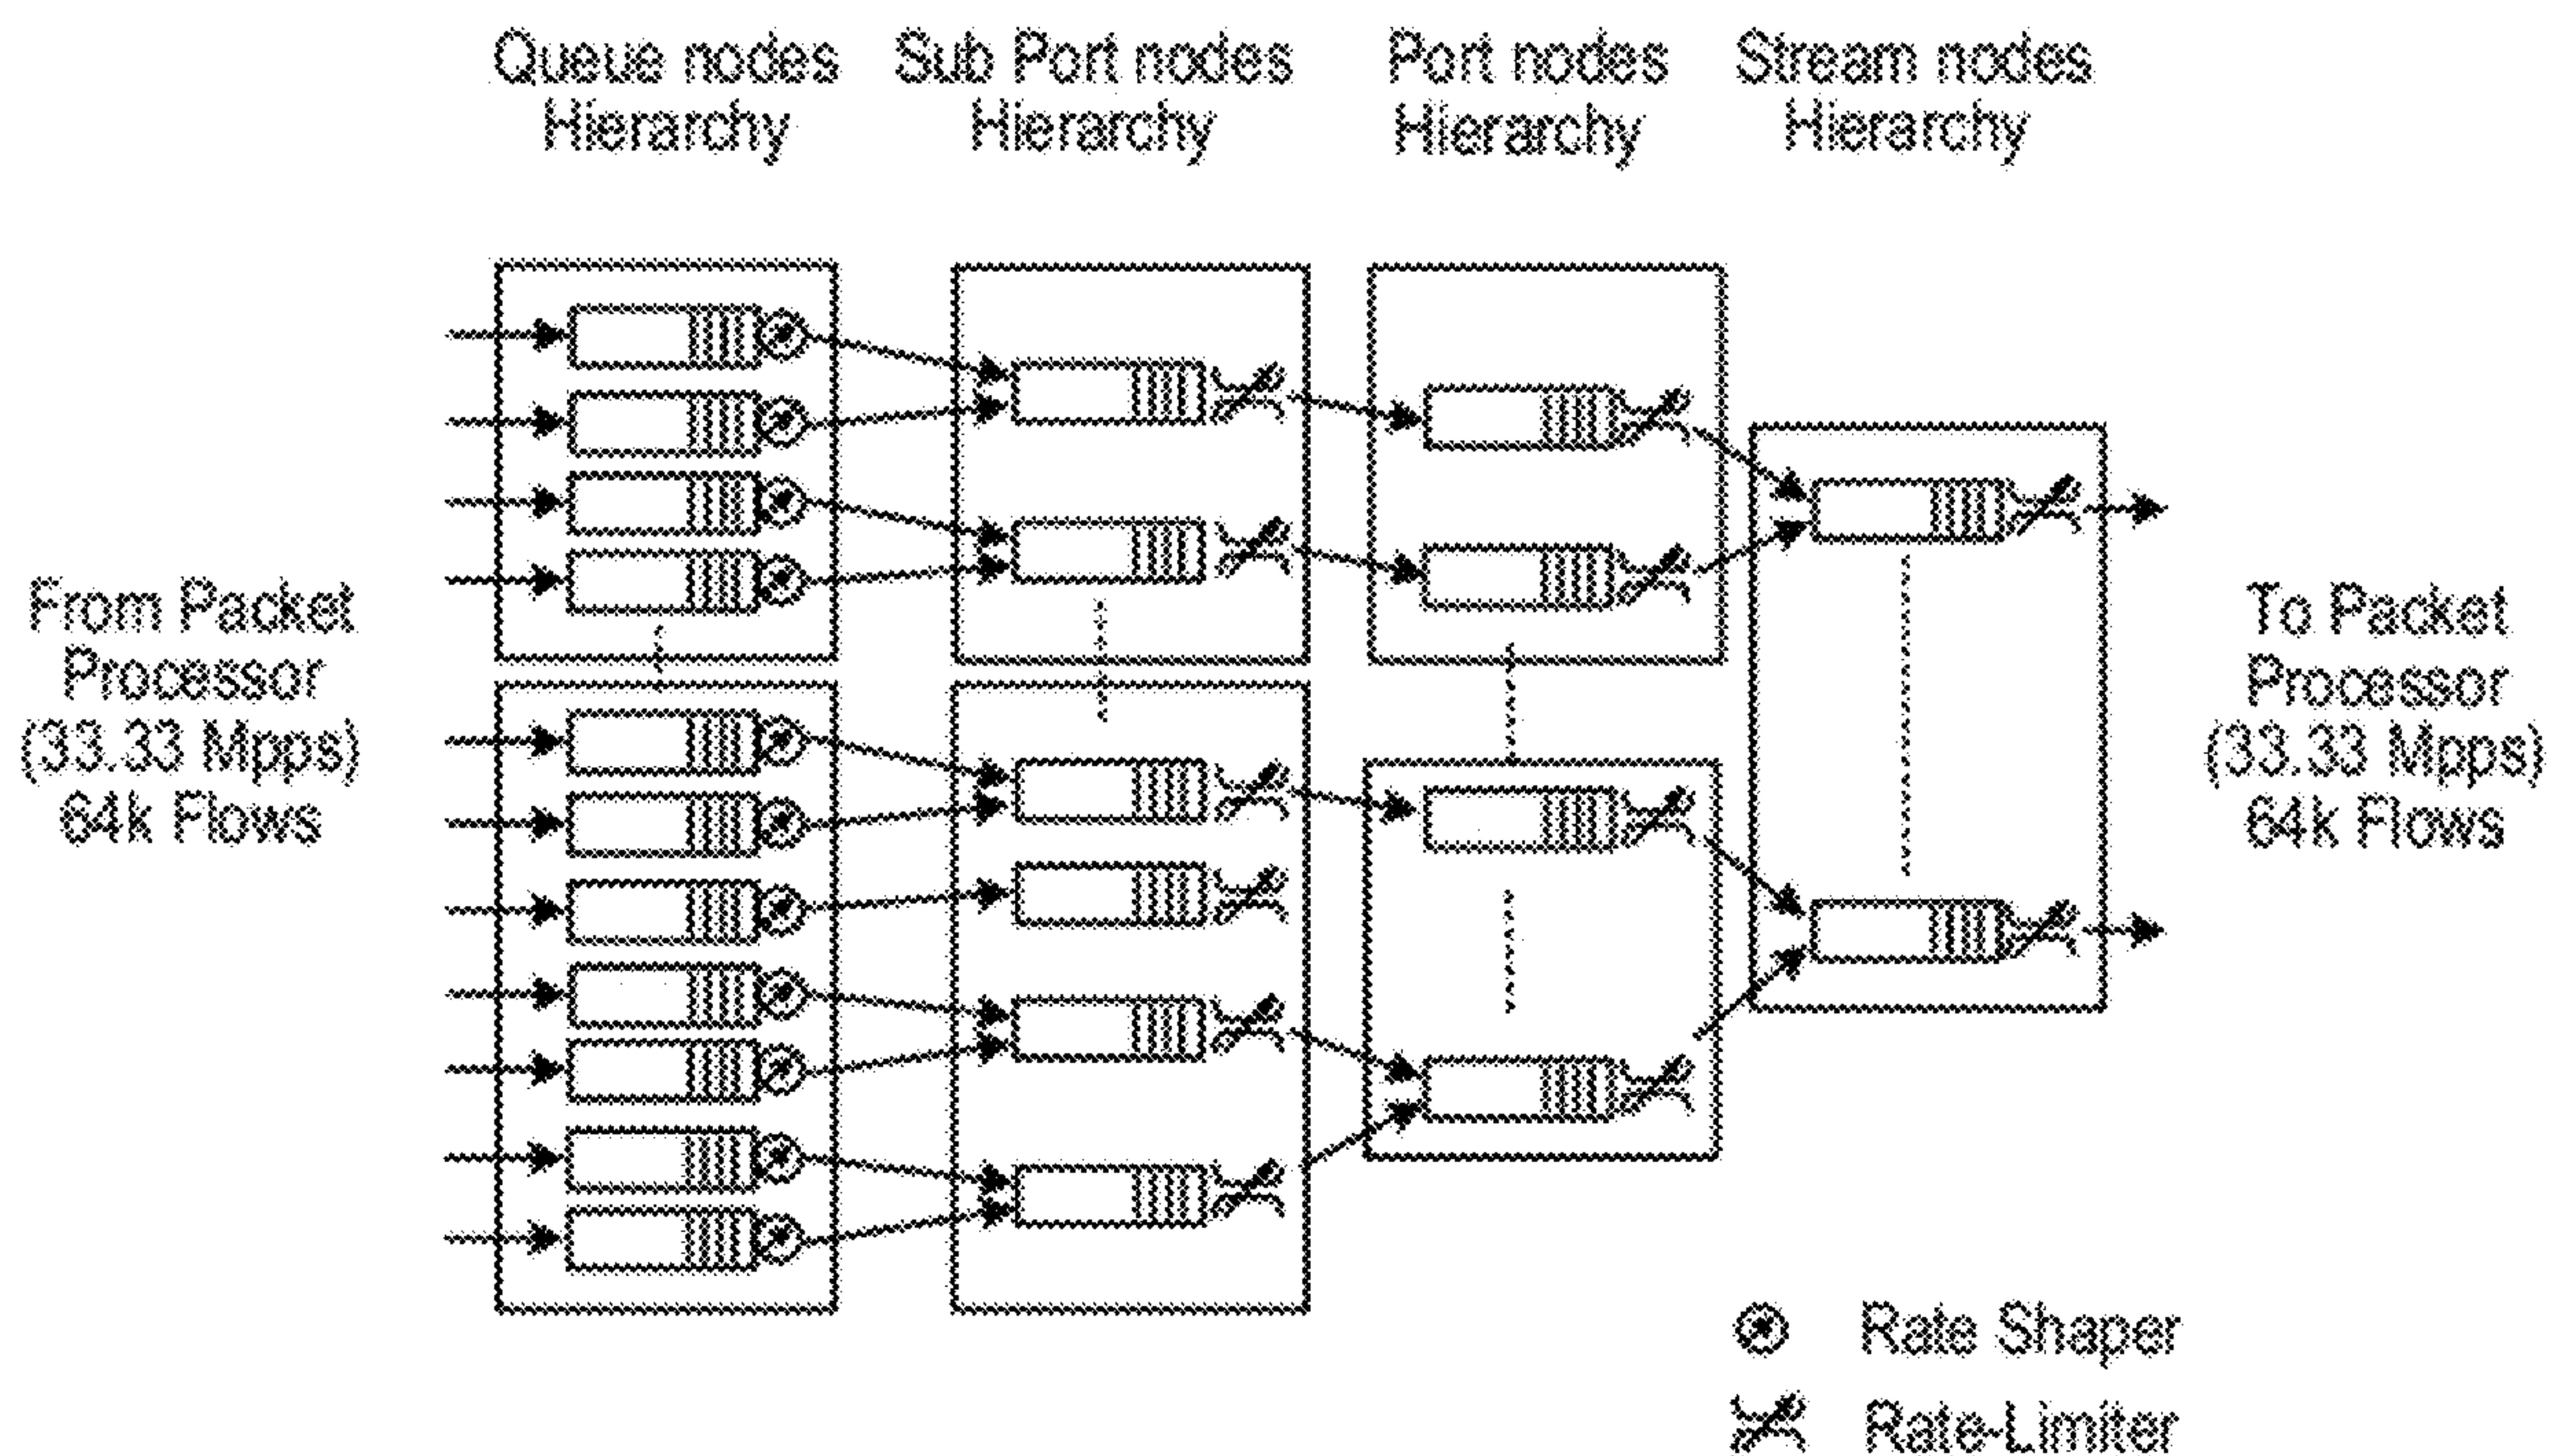 Queue nodes
Hierarchy
Sub Port nodes
Hierarchy
Port nodes
Hierarchy
Stream nodes
Hierarchy
From Packet
Processor
(33.33 Mpps)
64k Flows
To Packet
Processor
(33.33 Mpps)
64k Flows
Rate Shaper
Rate-Limiter